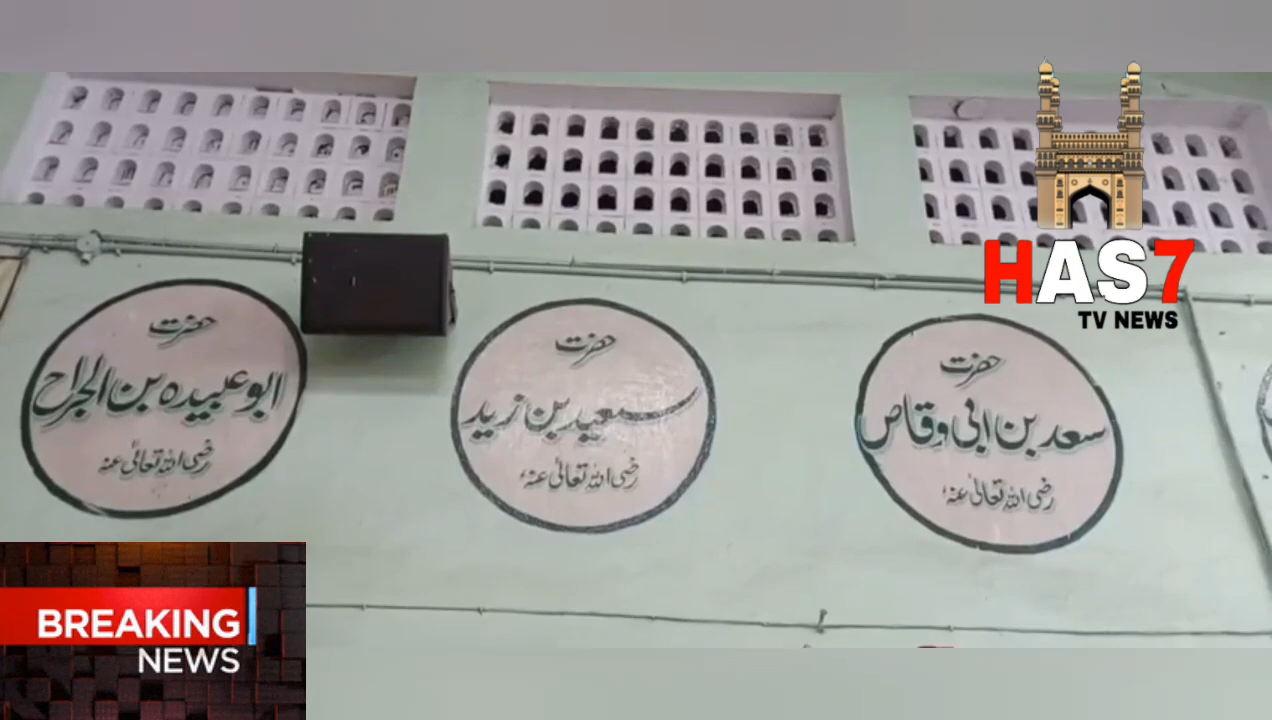 HAS7
TV NEWS
حضرت
سعد بن ابی وقاص
رضی اللہ تعالیٰ عنہ
حضرت
سعید بن زید
رضی اللہ تعالیٰ عنہ
حضرت
ابو عبیدہ بن الجراح
رضی اللہ تعالیٰ عنہ
BREAKING
NEWS